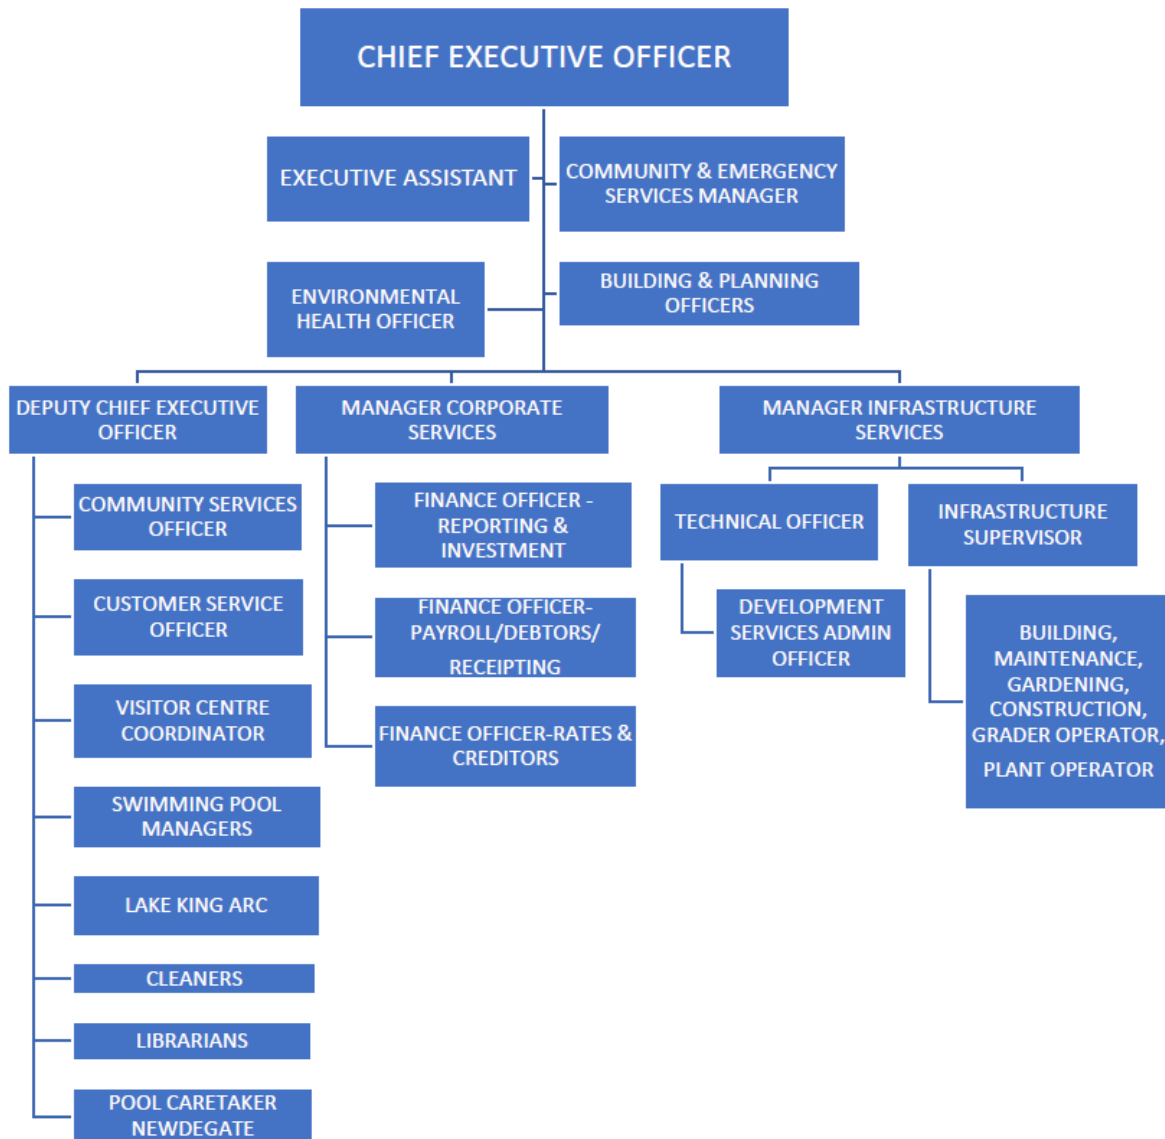 CHIEF EXECUTIVE OFFICER
EXECUTIVE ASSISTANT
COMMUNITY & EMERGENCY
SERVICES MANAGER
ENVIRONMENTAL
HEALTH OFFICER
BUILDING & PLANNING
OFFICERS
DEPUTY CHIEF EXECUTIVE
OFFICER
COMMUNITY SERVICES
OFFICER
CUSTOMER SERVICE
OFFICER
VISITOR CENTRE
COORDINATOR
SWIMMING POOL
MANAGERS
LAKE KING ARC
CLEANERS
LIBRARIANS
POOL CARETAKER
NEWDEGATE
MANAGER CORPORATE
SERVICES
FINANCE OFFICER -
REPORTING &
INVESTMENT
FINANCE OFFICER-
PAYROLL/DEBTORS/
RECEIPTING
FINANCE OFFICER-RATES &
CREDITORS
MANAGER INFRASTRUCTURE
SERVICES
TECHNICAL OFFICER
DEVELOPMENT
SERVICES ADMIN
OFFICER
INFRASTRUCTURE
SUPERVISOR
BUILDING,
MAINTENANCE,
GARDENING,
CONSTRUCTION,
GRADER OPERATOR,
PLANT OPERATOR